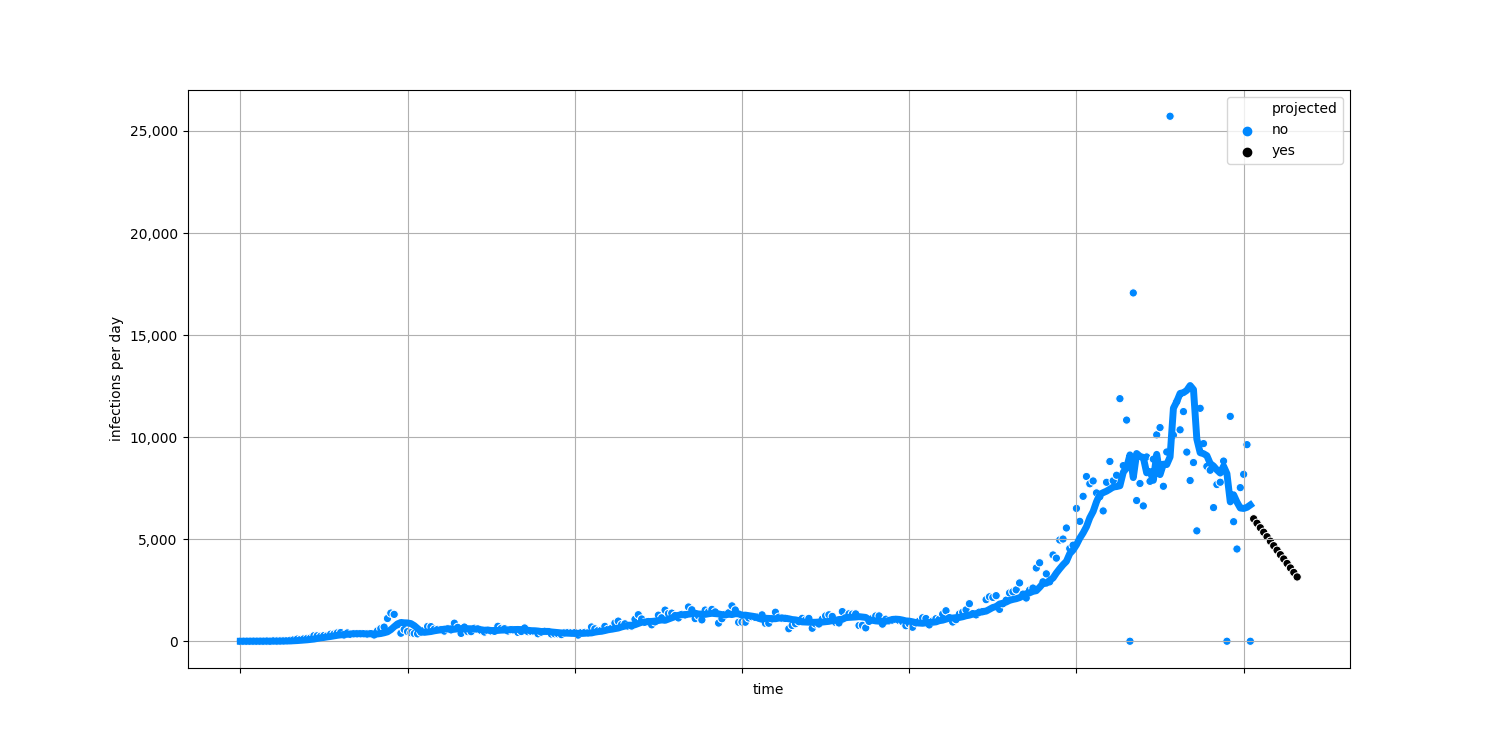 projected
no
yes
25,000
20,000
15,000
10,000
5,000
0
infections per day
time